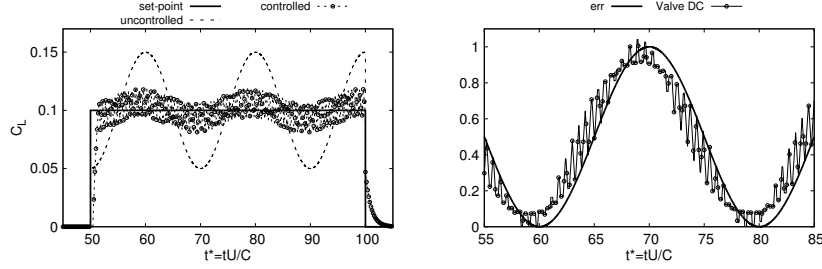 set-point
controlled
uncontrolled
C_L
0.15
0.1
0.05
0
50
60
70
80
90
100
t*=tU/C
err
Valve DC
1
0.8
0.6
0.4
0.2
0
55
60
65
70
75
80
85
t*=tU/C